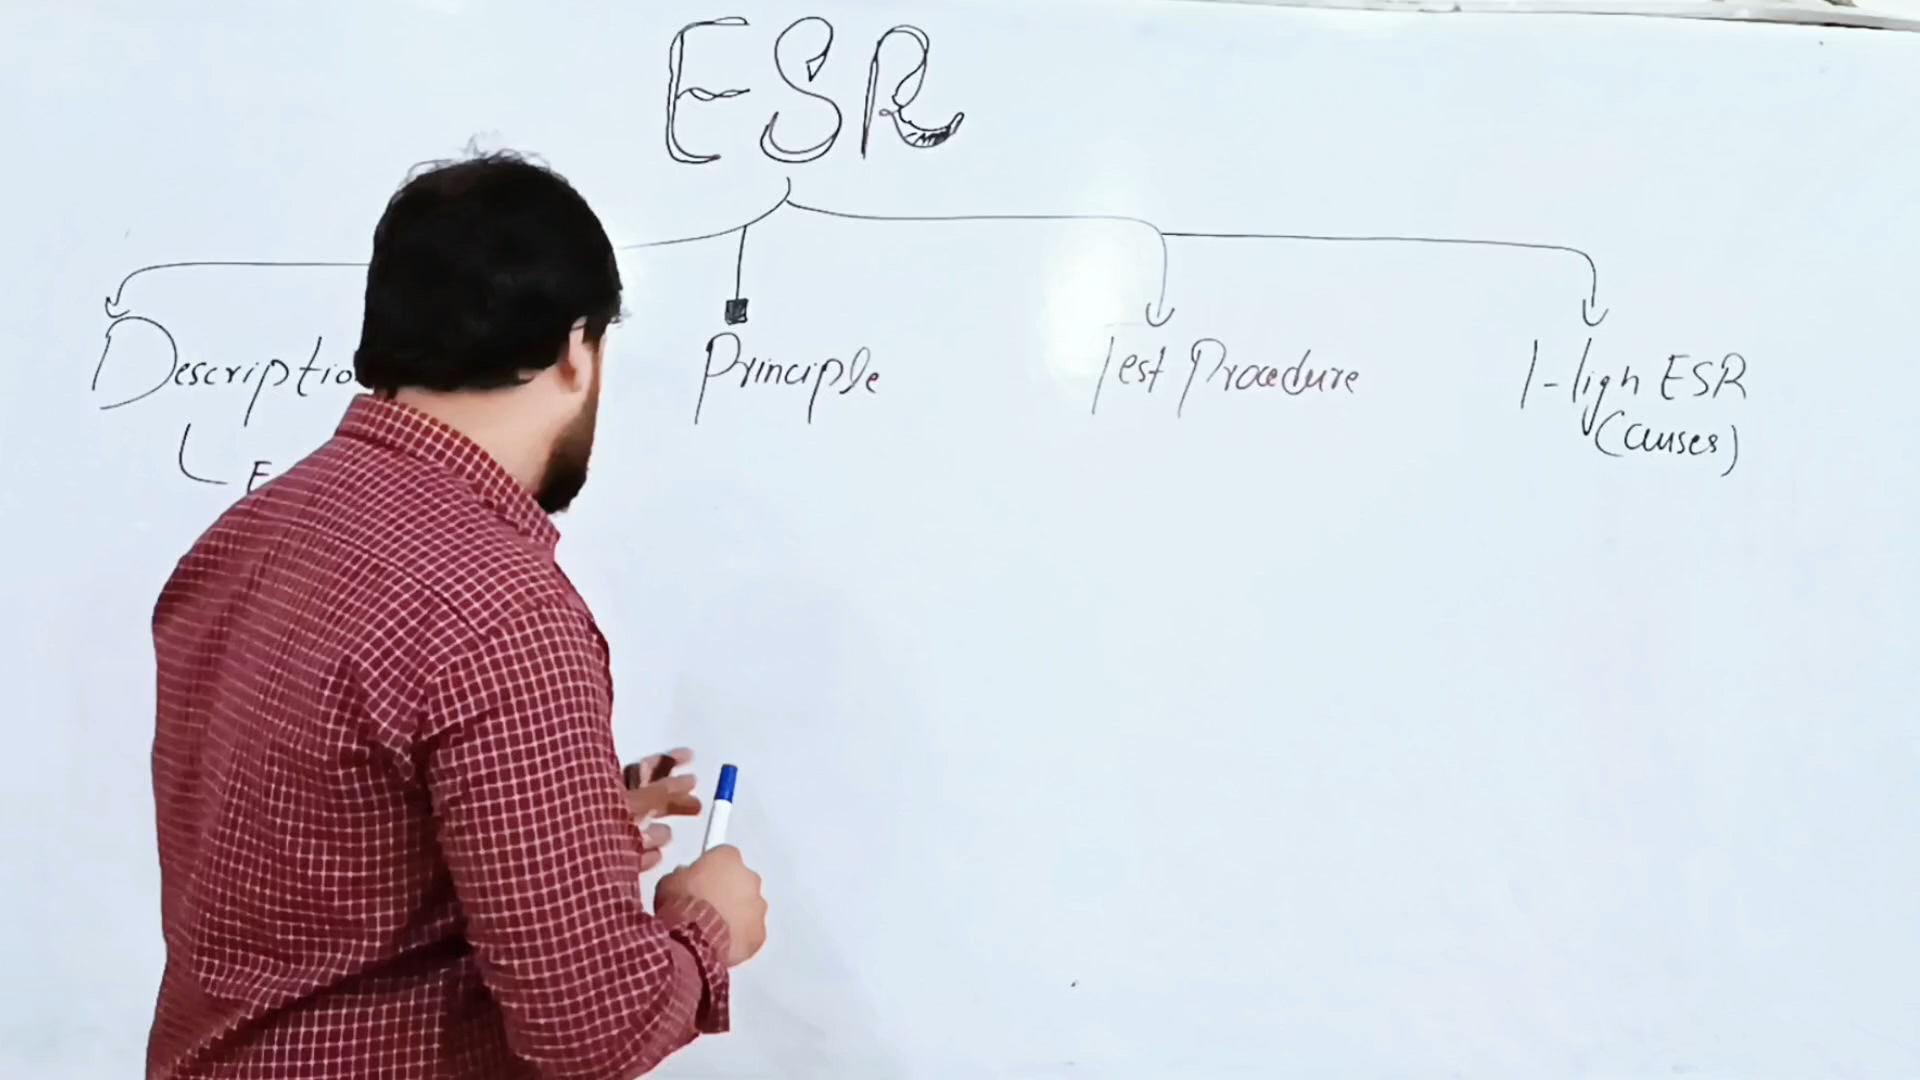 ESR
Description
Principle
Test Procedure
High ESR
(Causes)
E